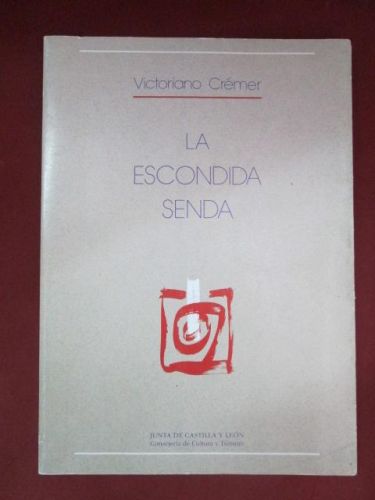 Victoriano Crémer
LA
ESCONDIDA
SENDA
JUNTA DE CASTILLA Y LEÓN
Consejería de Cultura y Turismo